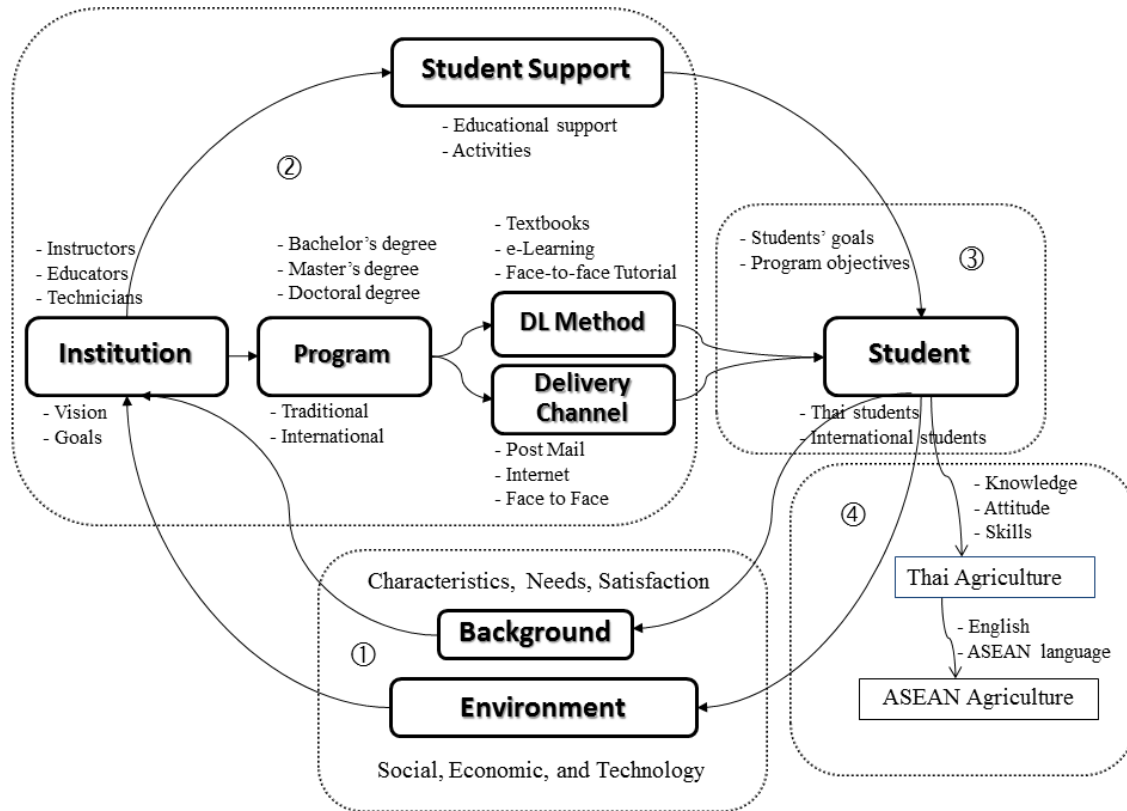 Student Support
- Educational support
- Activities
②
- Instructors
- Educators
- Technicians
- Bachelor's degree
- Master's degree
- Doctoral degree
- Textbooks
- e-Learning
- Face-to-face Tutorial
- Students' goals
- Program objectives
③
Institution
Program
DL Method
Delivery
Channel
Student
- Vision
- Goals
- Traditional
- International
- Post Mail
- Internet
- Face to Face
- Thai students
- International students
④
- Knowledge
- Attitude
- Skills
Thai Agriculture
- English
- ASEAN language
ASEAN Agriculture
Characteristics, Needs, Satisfaction
Background
①
Environment
Social, Economic, and Technology